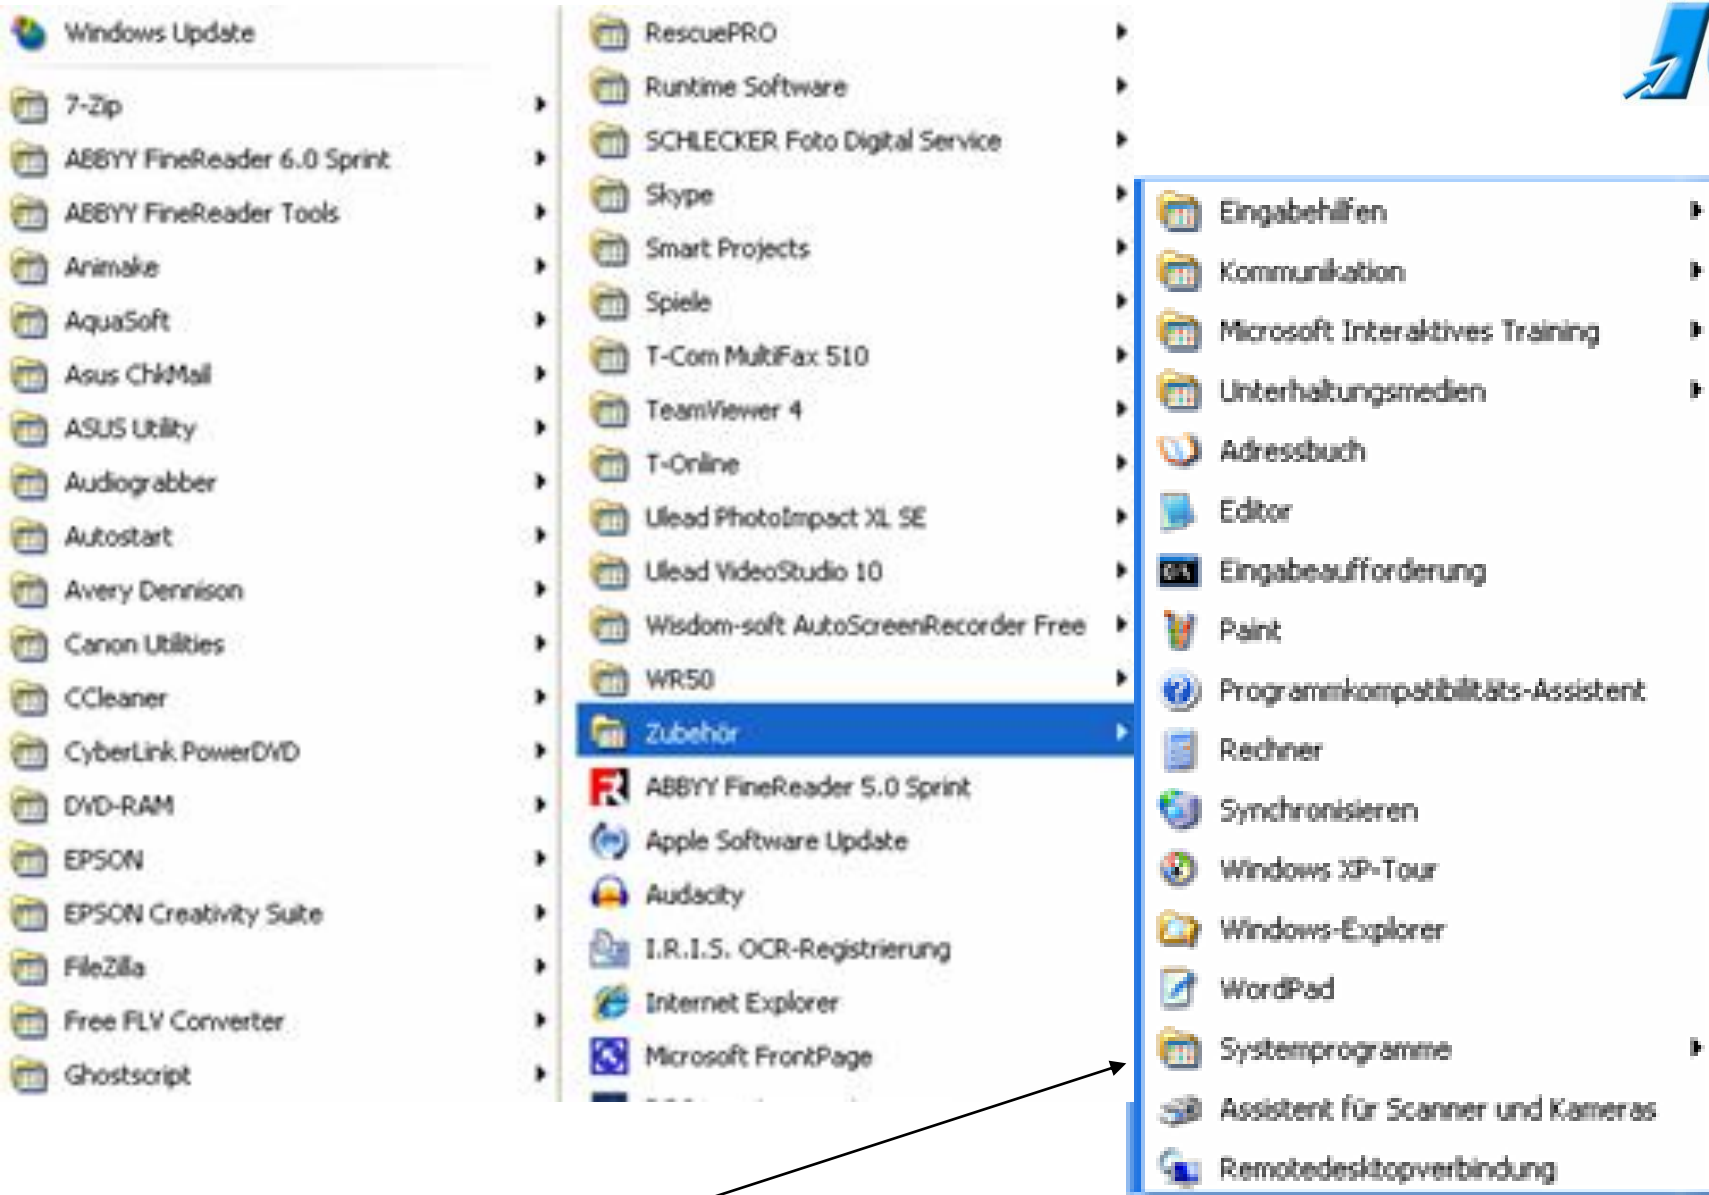 Windows Update
7-Zip
ABBYY FineReader 6.0 Sprint
ABBYY FineReader Tools
Animake
AquaSoft
Asus ChkMail
ASUS Utility
Audiograbber
Autostart
Avery Dennison
Canon Utilities
CCleaner
CyberLink PowerDVD
DVD-RAM
EPSON
EPSON Creativity Suite
FileZilla
Free FLV Converter
Ghostscript
RescuePRO
Runtime Software
SCHLECKER Foto Digital Service
Skype
Smart Projects
Spiele
T-Com MultiFax 510
TeamViewer 4
T-Online
Ulead PhotoImpact XL SE
Ulead VideoStudio 10
Wisdom-soft AutoScreenRecorder Free
WR50
Zubehör
ABBYY FineReader 5.0 Sprint
Apple Software Update
Audacity
I.R.I.S. OCR-Registrierung
Internet Explorer
Microsoft FrontPage
Eingabehilfen
Kommunikation
Microsoft Interaktives Training
Unterhaltungsmedien
Adressbuch
Editor
Eingabeaufforderung
Paint
Programmkompatibilitäts-Assistent
Rechner
Synchronisieren
Windows XP-Tour
Windows-Explorer
WordPad
Systemprogramme
Assistent für Scanner und Kameras
Remotedesktopverbindung